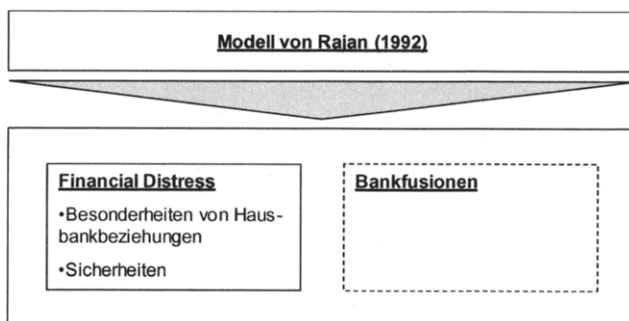 Modell von Rajan (1992)
Financial Distress
•Besonderheiten von Haus-
bankbeziehungen
•Sicherheiten
Bankfusionen